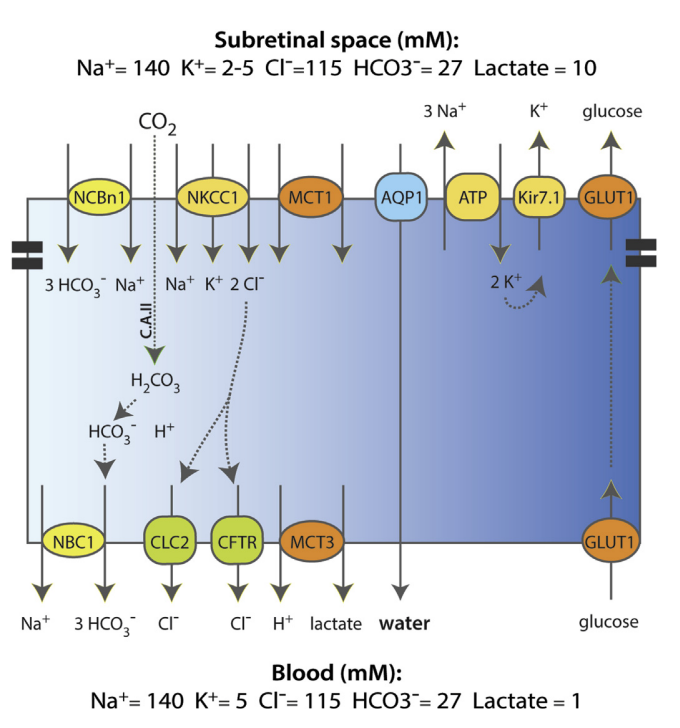 Subretinal space (mM):
Na⁺= 140 K⁺= 2-5 Cl⁻=115 HCO3⁻= 27 Lactate = 10
3 Na⁺ K⁺ glucose
CO₂
NCBn1 NKCC1 MCT1 AQP1 ATP Kir7.1 GLUT1
3 HCO₃⁻ Na⁺ Na⁺ K⁺ 2 Cl⁻ 2 K⁺
C.A.II
H₂CO₃
HCO₃⁻ H⁺
NBC1 CLC2 CFTR MCT3 GLUT1
Na⁺ 3 HCO₃⁻ Cl⁻ Cl⁻ H⁺ lactate water glucose
Blood (mM):
Na⁺= 140 K⁺= 5 Cl⁻= 115 HCO3⁻= 27 Lactate = 1